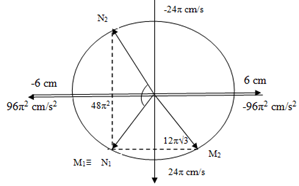 N₂
-24π cm/s
-6 cm
6 cm
96π² cm/s²
48π²
-96π² cm/s²
12π√3
M₁≡ N₁
M₂
24π cm/s